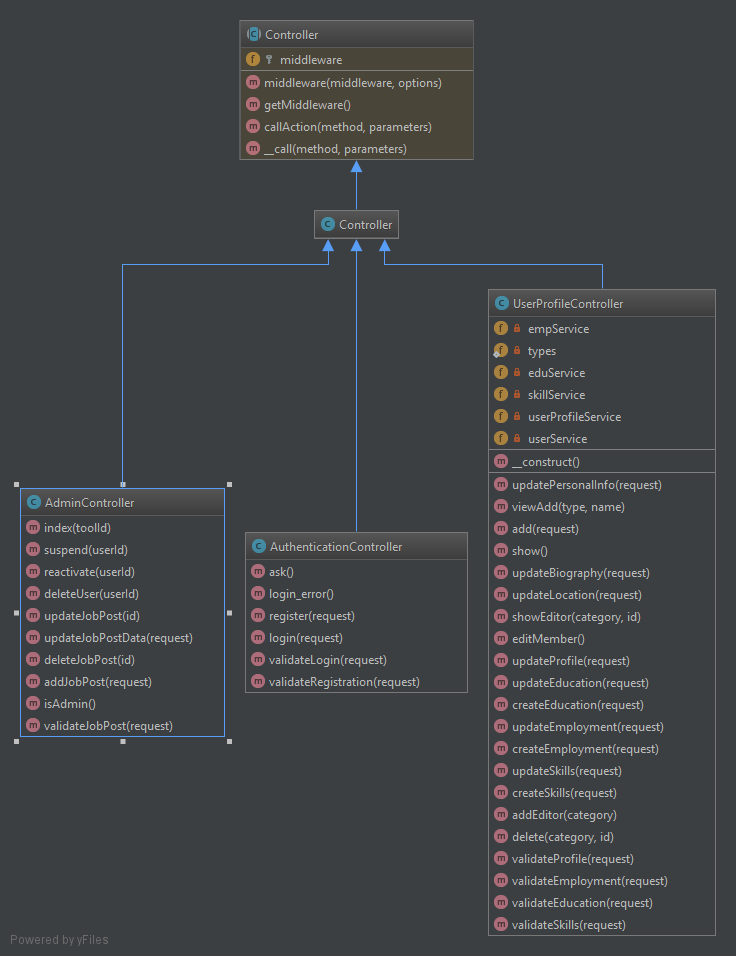 Controller
middleware
middleware(middleware, options)
getMiddleware()
callAction(method, parameters)
__call(method, parameters)
Controller
AdminController
index(toolId)
suspend(userId)
reactivate(userId)
deleteUser(userId)
updateJobPost(id)
updateJobPostData(request)
deleteJobPost(id)
addJobPost(request)
isAdmin()
validateJobPost(request)
AuthenticationController
ask()
login_error()
register(request)
login(request)
validateLogin(request)
validateRegistration(request)
UserProfileController
empService
types
eduService
skillService
userProfileService
userService
__construct()
updatePersonalInfo(request)
viewAdd(type, name)
add(request)
show()
updateBiography(request)
updateLocation(request)
showEditor(category, id)
editMember()
updateProfile(request)
updateEducation(request)
createEducation(request)
updateEmployment(request)
createEmployment(request)
updateSkills(request)
createSkills(request)
addEditor(category)
delete(category, id)
validateProfile(request)
validateEmployment(request)
validateEducation(request)
validateSkills(request)
Powered by yFiles